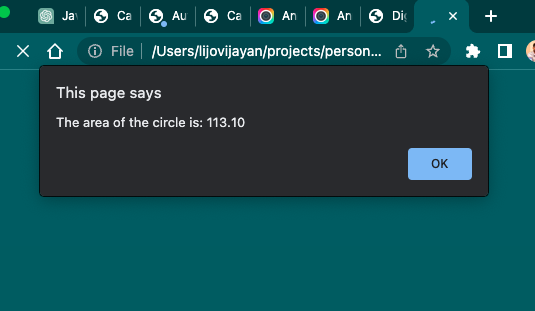 Ja Ca Au Ca An An Di
File /Users/lijovijayan/projects/person...
This page says
The area of the circle is: 113.10
OK